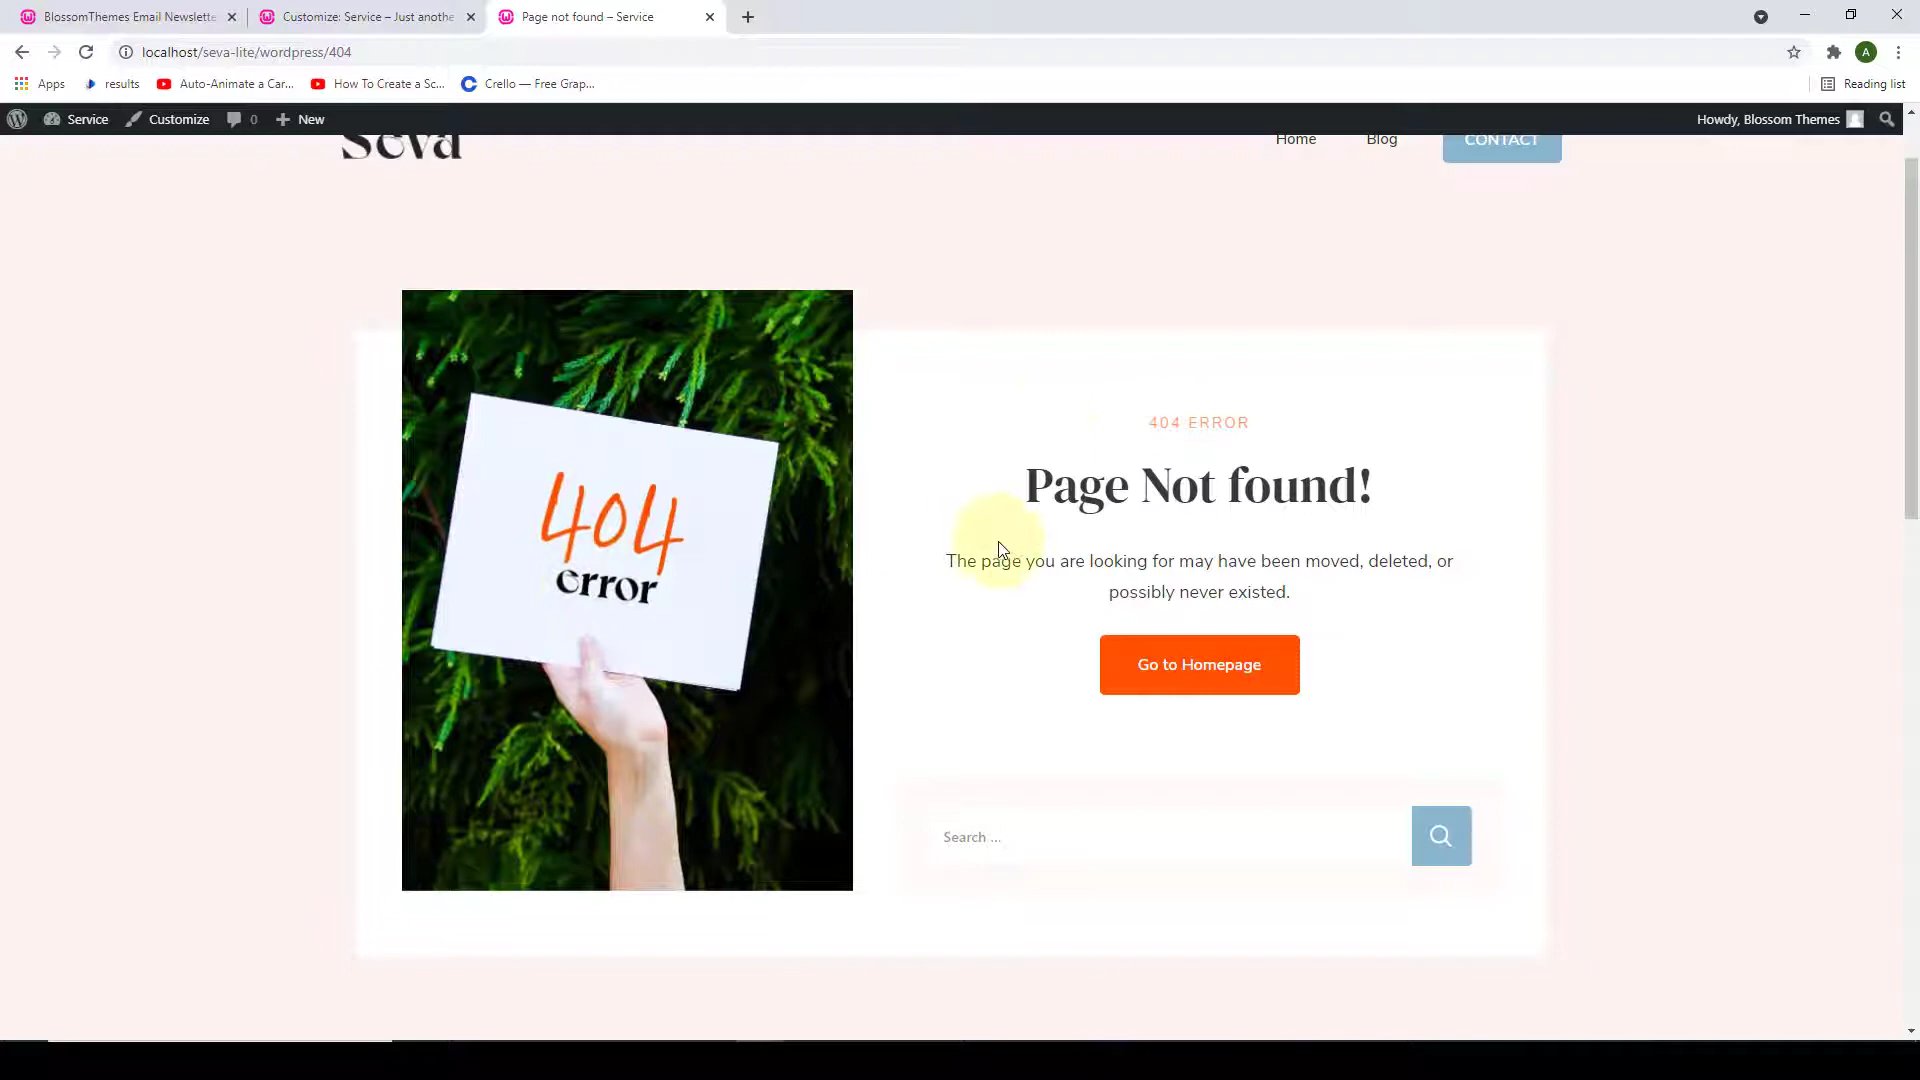 BlossomThemes Email Newslette
Customize: Service – Just anothe
Page not found – Service
localhost/seva-lite/wordpress/404
A
Apps
results
Auto-Animate a Car...
How To Create a Sc...
Crello — Free Grap...
Reading list
Service
Customize
0
New
Howdy, Blossom Themes
Seva
Home
Blog
CONTACT
404
error
404 ERROR
Page Not found!
The page you are looking for may have been moved, deleted, or
possibly never existed.
Go to Homepage
Search ...